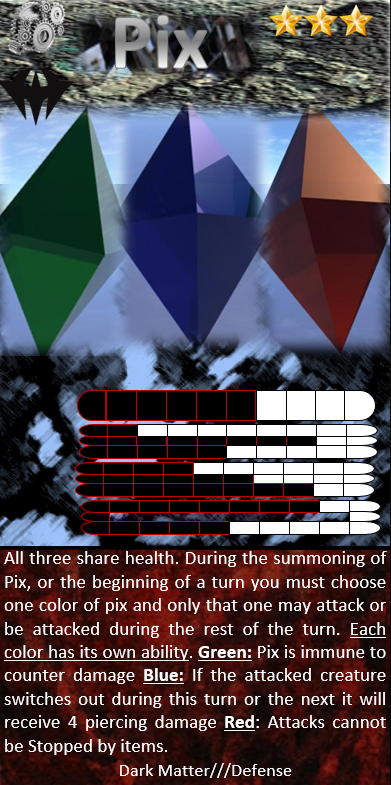 Pix
All three share health. During the summoning of
Pix, or the beginning of a turn you must choose
one color of pix and only that one may attack or
be attacked during the rest of the turn. Each
color has its own ability. Green: Pix is immune to
counter damage Blue: If the attacked creature
switches out during this turn or the next it will
receive 4 piercing damage Red: Attacks cannot
be Stopped by items.
Dark Matter///Defense